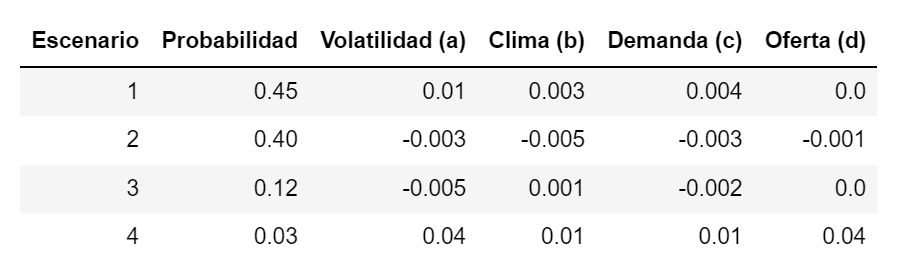 Escenario Probabilidad Volatilidad (a) Clima (b) Demanda (c) Oferta (d)
1 0.45 0.01 0.003 0.004 0.0
2 0.40 -0.003 -0.005 -0.003 -0.001
3 0.12 -0.005 0.001 -0.002 0.0
4 0.03 0.04 0.01 0.01 0.04